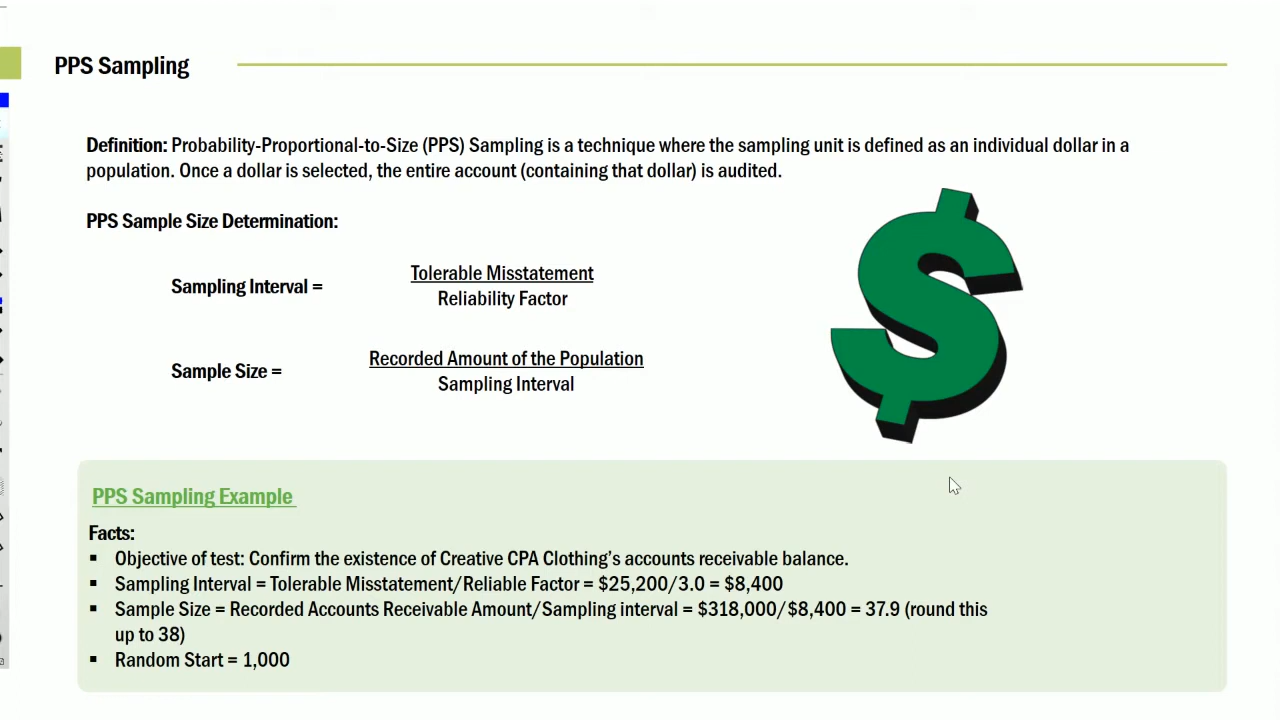 PPS Sampling
Definition: Probability-Proportional-to-Size (PPS) Sampling is a technique where the sampling unit is defined as an individual dollar in a
population. Once a dollar is selected, the entire account (containing that dollar) is audited.
PPS Sample Size Determination:
Sampling Interval =
Tolerable Misstatement
Reliability Factor
Sample Size =
Recorded Amount of the Population
Sampling Interval
PPS Sampling Example
Facts:
▪ Objective of test: Confirm the existence of Creative CPA Clothing's accounts receivable balance.
▪ Sampling Interval = Tolerable Misstatement/Reliable Factor = $25,200/3.0 = $8,400
▪ Sample Size = Recorded Accounts Receivable Amount/Sampling interval = $318,000/$8,400 = 37.9 (round this
up to 38)
▪ Random Start = 1,000